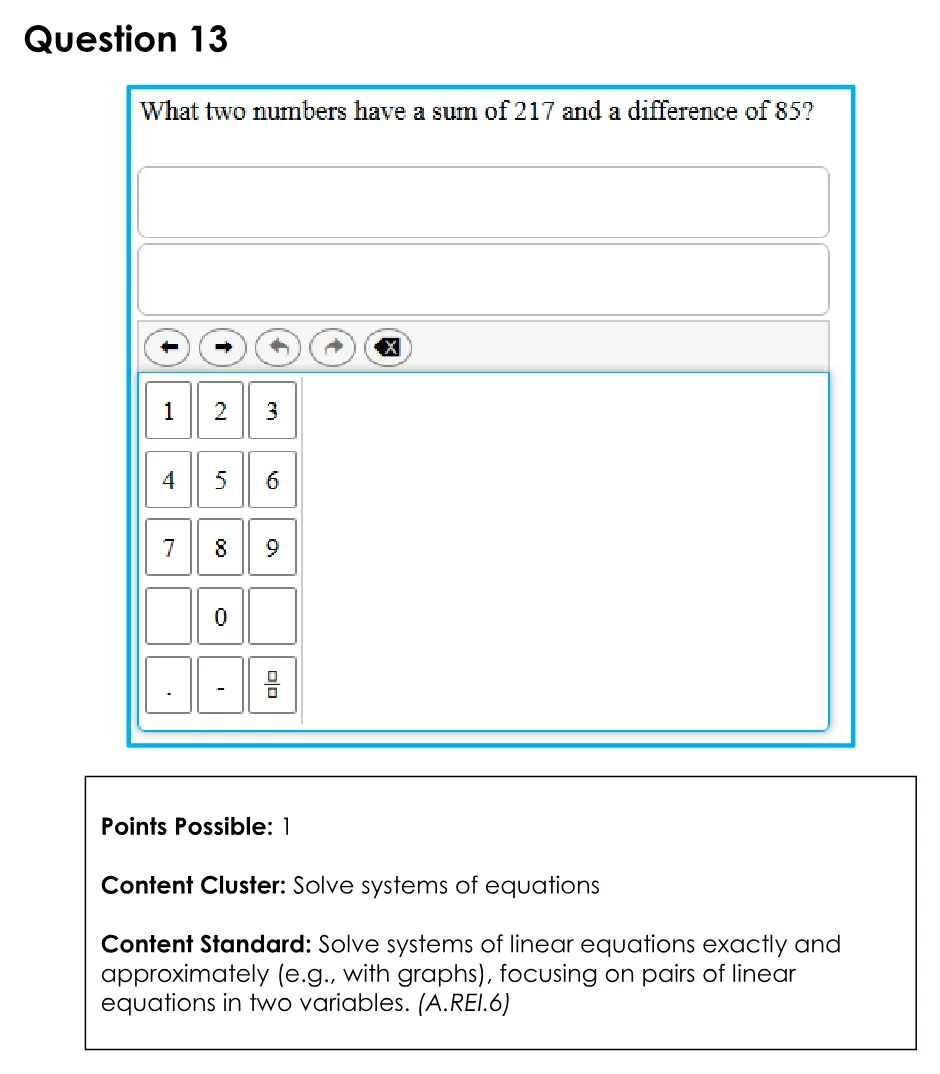 Question 13
What two numbers have a sum of 217 and a difference of 85?
1 2 3
4 5 6
7 8 9
0
. -
Points Possible: 1
Content Cluster: Solve systems of equations
Content Standard: Solve systems of linear equations exactly and
approximately (e.g., with graphs), focusing on pairs of linear
equations in two variables. (A.REI.6)